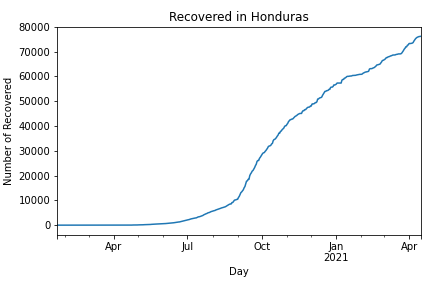 Recovered in Honduras
80000
70000
60000
50000
40000
30000
20000
10000
0
Number of Recovered
Apr
Jul
Oct
Jan
2021
Apr
Day